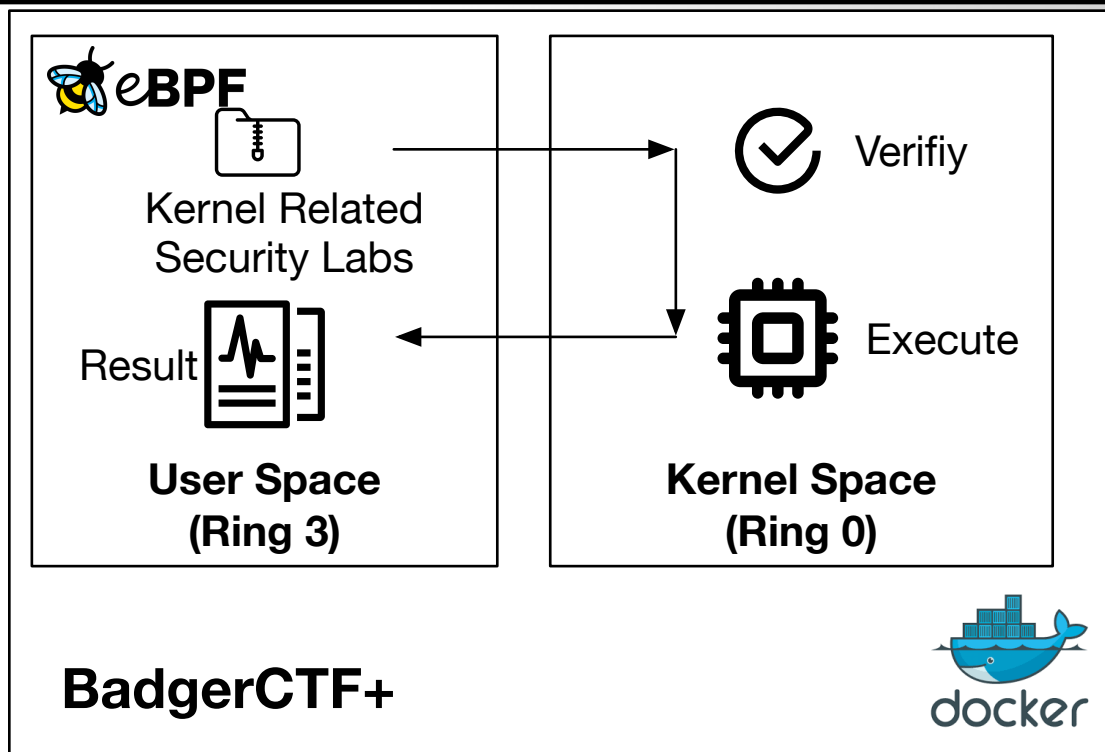 eBPF
Kernel Related
Security Labs
Result
User Space
(Ring 3)
Verifiy
Execute
Kernel Space
(Ring 0)
BadgerCTF+
docker